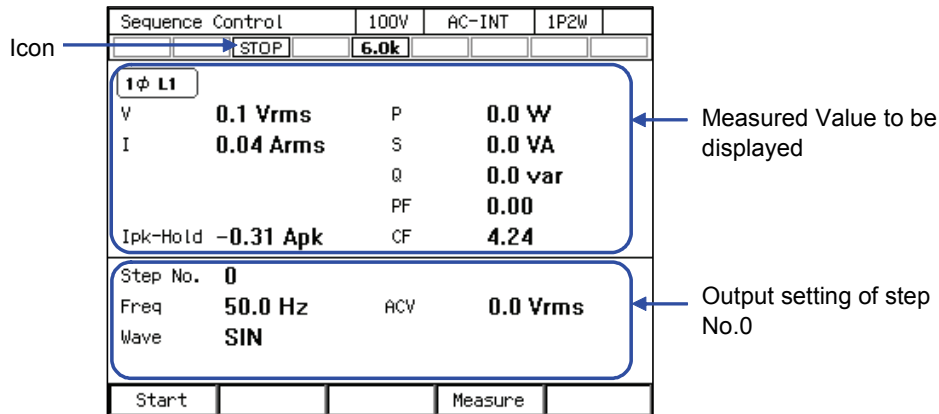 Sequence Control 100V AC-INT 1P2W
Icon STOP 6.0k
1ϕ L1
V 0.1 Vrms P 0.0 W
I 0.04 Arms S 0.0 VA
Q 0.0 var
PF 0.00
Ipk-Hold −0.31 Apk CF 4.24
Measured Value to be
displayed
Step No. 0
Freq 50.0 Hz ACV 0.0 Vrms
Wave SIN
Output setting of step
No.0
Start Measure